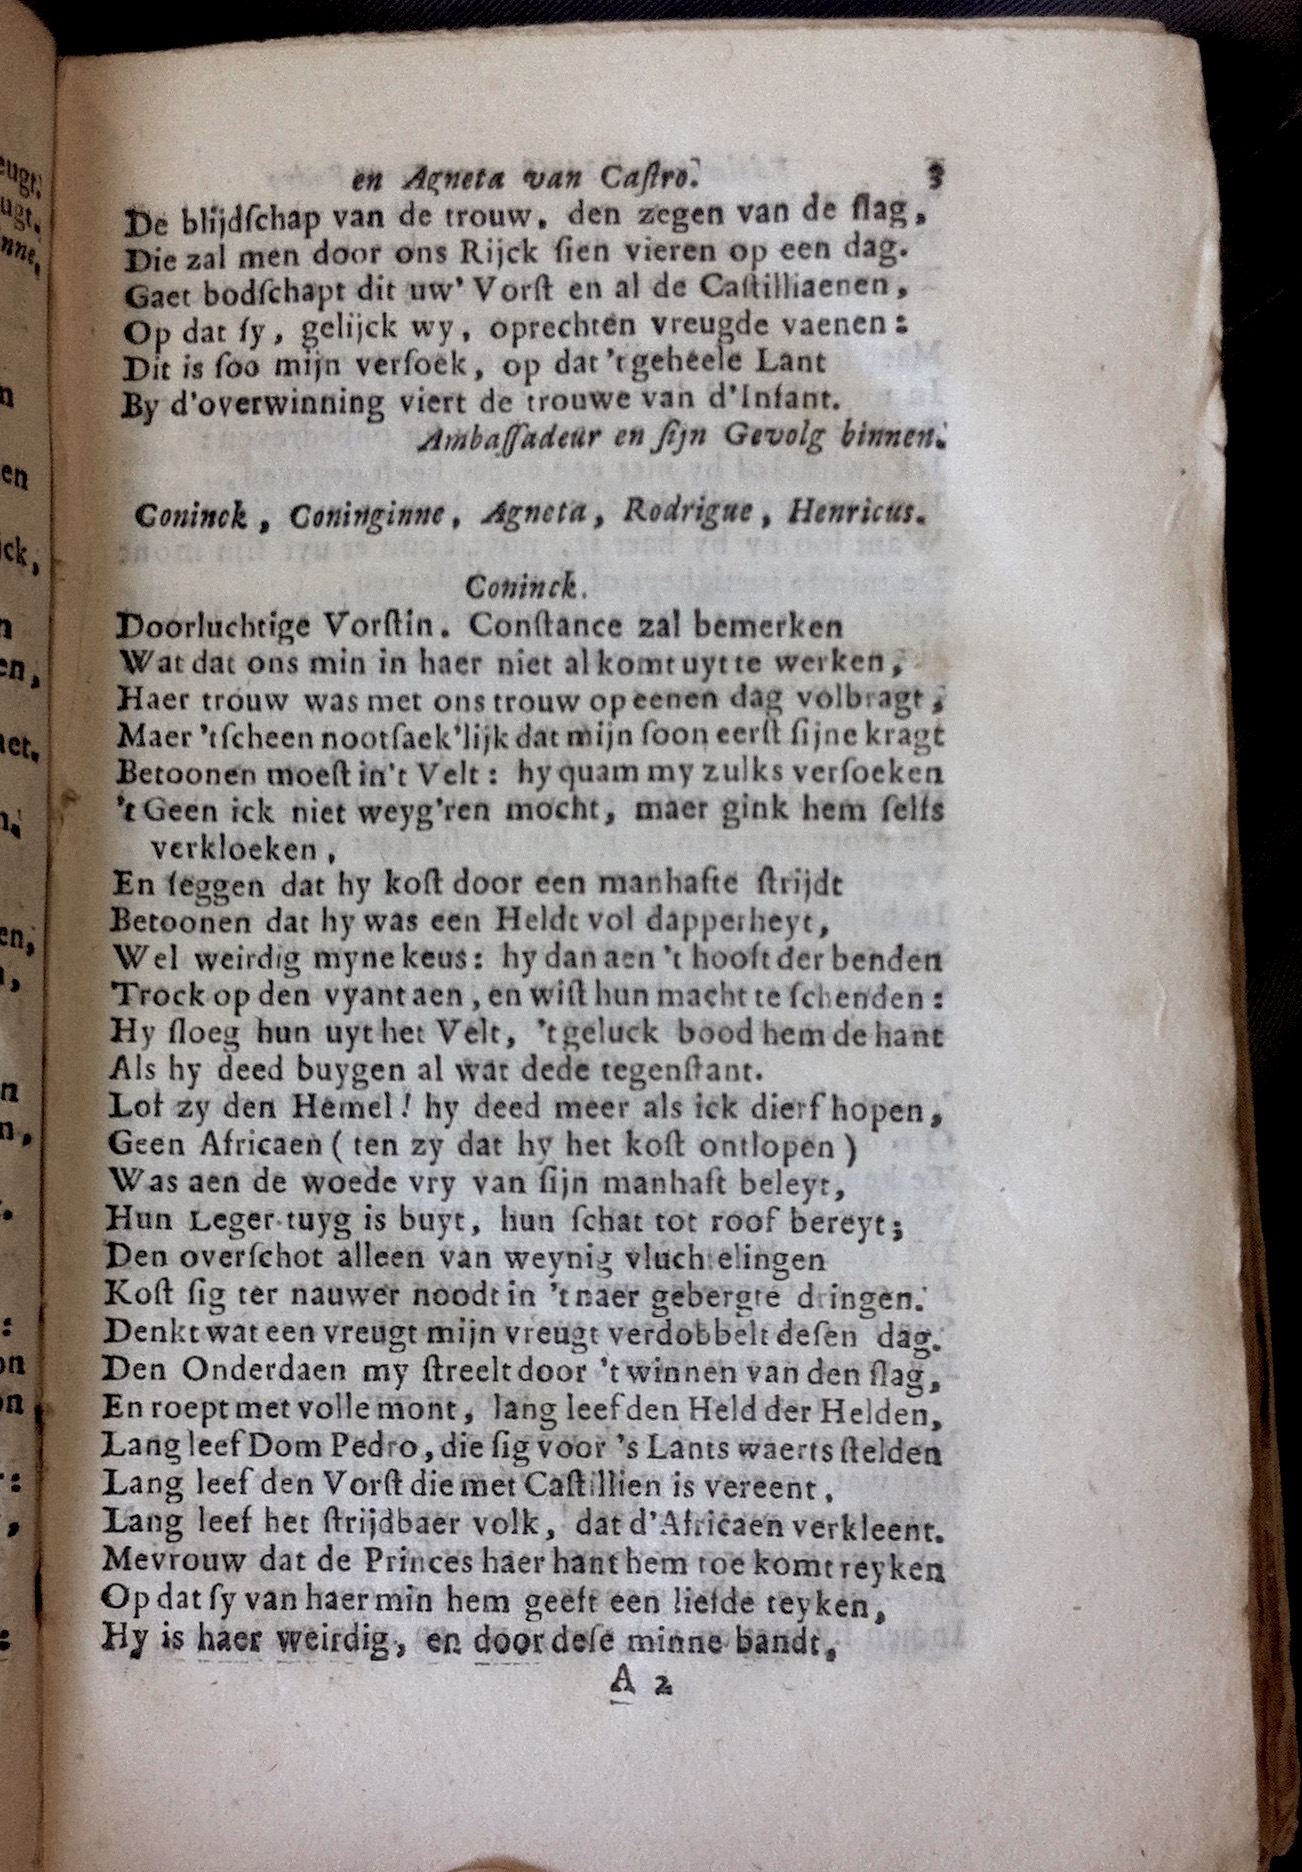 en Agneta van Caſtro. 3
De blijdſchap van de trouw, den zegen van de ſlag,
Die zal men door ons Rijck ſien vieren op een dag.
Gaet bodſchapt dit uw' Vorſt en al de Caſtilliaenen,
Op dat ſy, gelijck wy, oprechten vreugde vaenen:
Dit is ſoo mijn verſoek, op dat 't geheele Lant
By d'overwinning viert de trouwe van d'Infant.
Ambaſſadeur en ſijn Gevolg binnen.
Coninck, Coninginne, Agneta, Rodrigue, Henricus.
Coninck.
Doorluchtige Vorſtin. Conſtance zal bemerken
Wat dat ons min in haer niet al komt uyt te werken,
Haer trouw was met ons trouw op eenen dag volbragt,
Maer 't ſcheen nootſaek'lijk dat mijn ſoon eerſt ſijne kragt
Betoonen moeſt in't Velt: hy quam my zulks verſoeken
't Geen ick niet weyg'ren mocht, maer gink hem ſelfs
verkloeken,
En ſeggen dat hy koſt door een manhafte ſtrijdt
Betoonen dat hy was een Heldt vol dapperheyt,
Wel weirdig myne keus: hy dan aen 't hooft der benden
Trock op den vyant aen, en wiſt hun macht te ſchenden:
Hy ſloeg hun uyt het Velt, 't geluck bood hem de hant
Als hy deed buygen al wat dede tegenſtant.
Lof zy den Hemel! hy deed meer als ick dierf hopen,
Geen Africaen (ten zy dat hy het koſt ontlopen)
Was aen de woede vry van ſijn manhaft beleyt,
Hun Leger-tuyg is buyt, hun ſchat tot roof bereyt;
Den overſchot alleen van weynig vluchtelingen
Koſt ſig ter nauwer noodt in 't naer gebergte dringen.
Denkt wat een vreugt mijn vreugt verdobbelt deſen dag.
Den Onderdaen my ſtreelt door 't winnen van den ſlag,
En roept met volle mont, lang leef den Held der Helden,
Lang leef Dom Pedro, die ſig voor 's Lants waerts ſtelden
Lang leef den Vorſt die met Caſtillien is vereent,
Lang leef het ſtrijdbaer volk, dat d'Africaen verkleent.
Mevrouw dat de Princes haer hant hem toe komt reyken
Op dat ſy van haer min hem geeft een liefde teyken,
Hy is haer weirdig, en door deſe minne bandt,
A 2